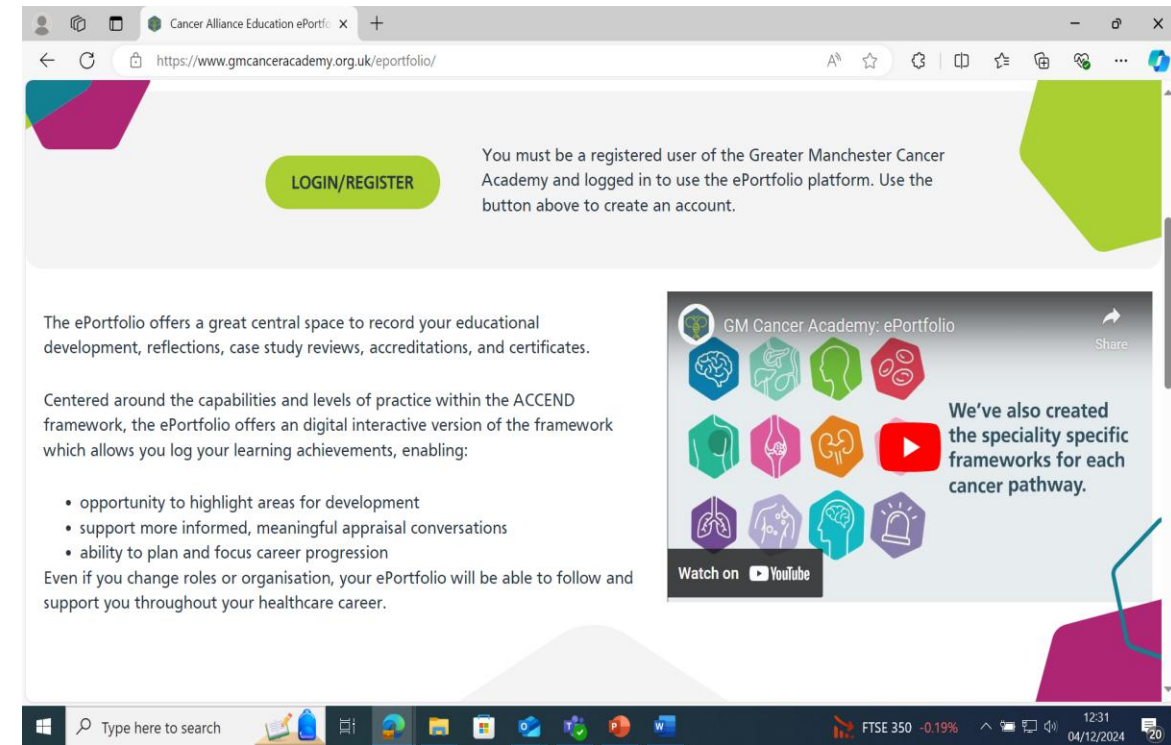 Cancer Alliance Education ePortfo
https://www.gmcanceracademy.org.uk/eportfolio/
LOGIN/REGISTER
You must be a registered user of the Greater Manchester Cancer
Academy and logged in to use the ePortfolio platform. Use the
button above to create an account.
The ePortfolio offers a great central space to record your educational
development, reflections, case study reviews, accreditations, and certificates.
Centered around the capabilities and levels of practice within the ACCEND
framework, the ePortfolio offers an digital interactive version of the framework
which allows you log your learning achievements, enabling:
• opportunity to highlight areas for development
• support more informed, meaningful appraisal conversations
• ability to plan and focus career progression
Even if you change roles or organisation, your ePortfolio will be able to follow and
support you throughout your healthcare career.
GM Cancer Academy: ePortfolio
Share
We've also created
the speciality specific
frameworks for each
cancer pathway.
Watch on YouTube
Type here to search
FTSE 350 -0.19%
12:31
04/12/2024
20